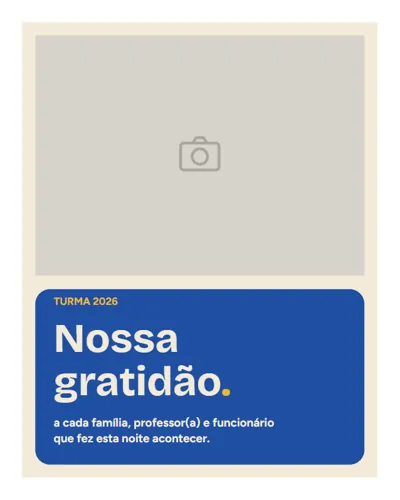 TURMA 2026
Nossa
gratidão.
a cada família, professor(a) e funcionário
que fez esta noite acontecer.